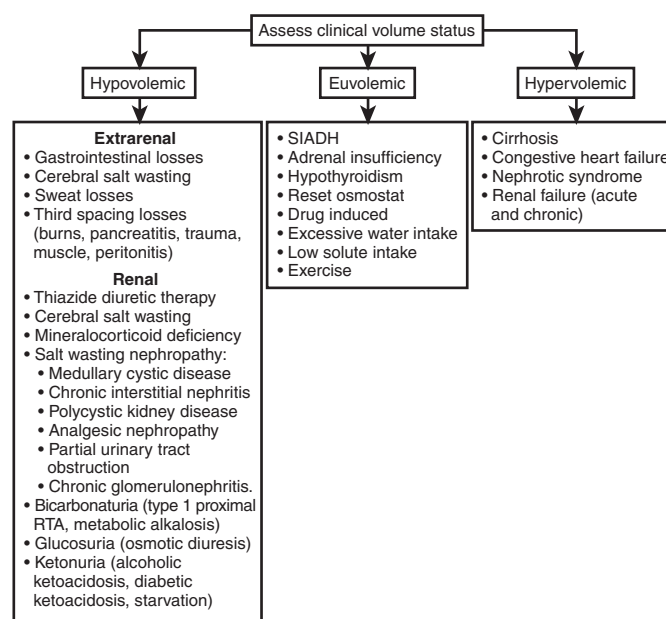 Assess clinical volume status
Hypovolemic
Euvolemic
Hypervolemic
Extrarenal
• Gastrointestinal losses
• Cerebral salt wasting
• Sweat losses
• Third spacing losses
(burns, pancreatitis, trauma,
muscle, peritonitis)
Renal
• Thiazide diuretic therapy
• Cerebral salt wasting
• Mineralocorticoid deficiency
• Salt wasting nephropathy:
• Medullary cystic disease
• Chronic interstitial nephritis
• Polycystic kidney disease
• Analgesic nephropathy
• Partial urinary tract
obstruction
• Chronic glomerulonephritis.
• Bicarbonaturia (type 1 proximal
RTA, metabolic alkalosis)
• Glucosuria (osmotic diuresis)
• Ketonuria (alcoholic
ketoacidosis, diabetic
ketoacidosis, starvation)
• SIADH
• Adrenal insufficiency
• Hypothyroidism
• Reset osmostat
• Drug induced
• Excessive water intake
• Low solute intake
• Exercise
• Cirrhosis
• Congestive heart failure
• Nephrotic syndrome
• Renal failure (acute
and chronic)